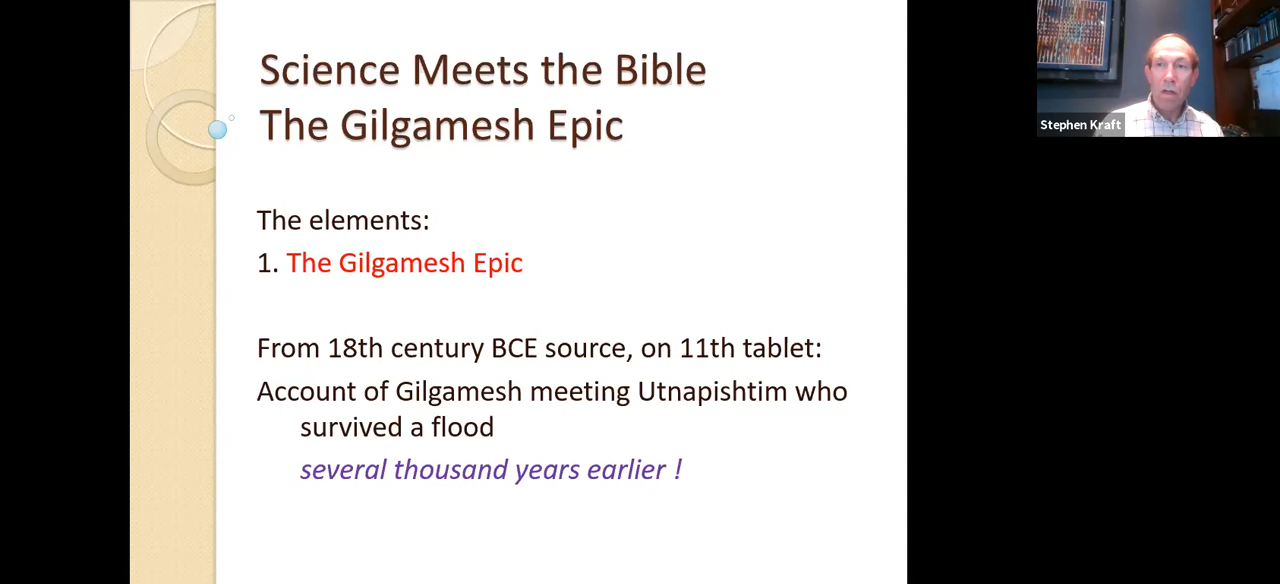 Science Meets the Bible
The Gilgamesh Epic
The elements:
1. The Gilgamesh Epic
From 18th century BCE source, on 11th tablet:
Account of Gilgamesh meeting Utnapishtim who
survived a flood
several thousand years earlier !
Stephen Kraft